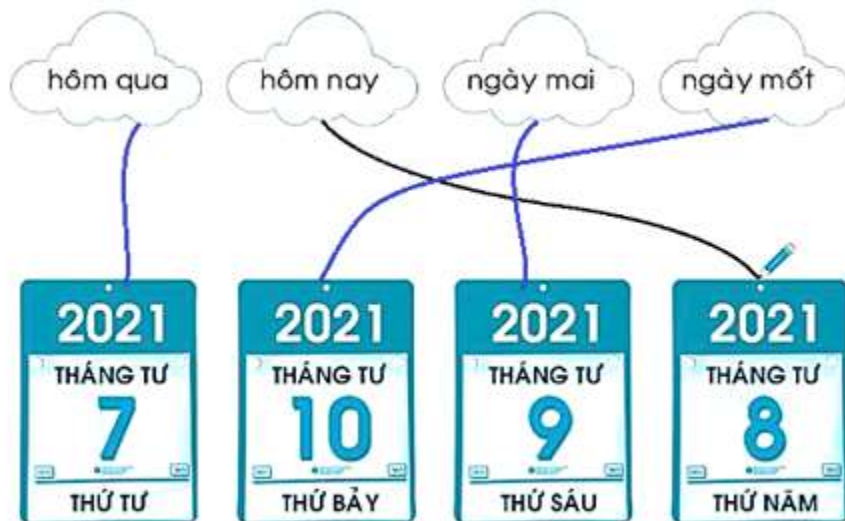 hôm qua
hôm nay
ngày mai
ngày mốt
2021
THÁNG TƯ
7
THỨ TƯ
2021
THÁNG TƯ
10
THỨ BẢY
2021
THÁNG TƯ
9
THỨ SÁU
2021
THÁNG TƯ
8
THỨ NĂM